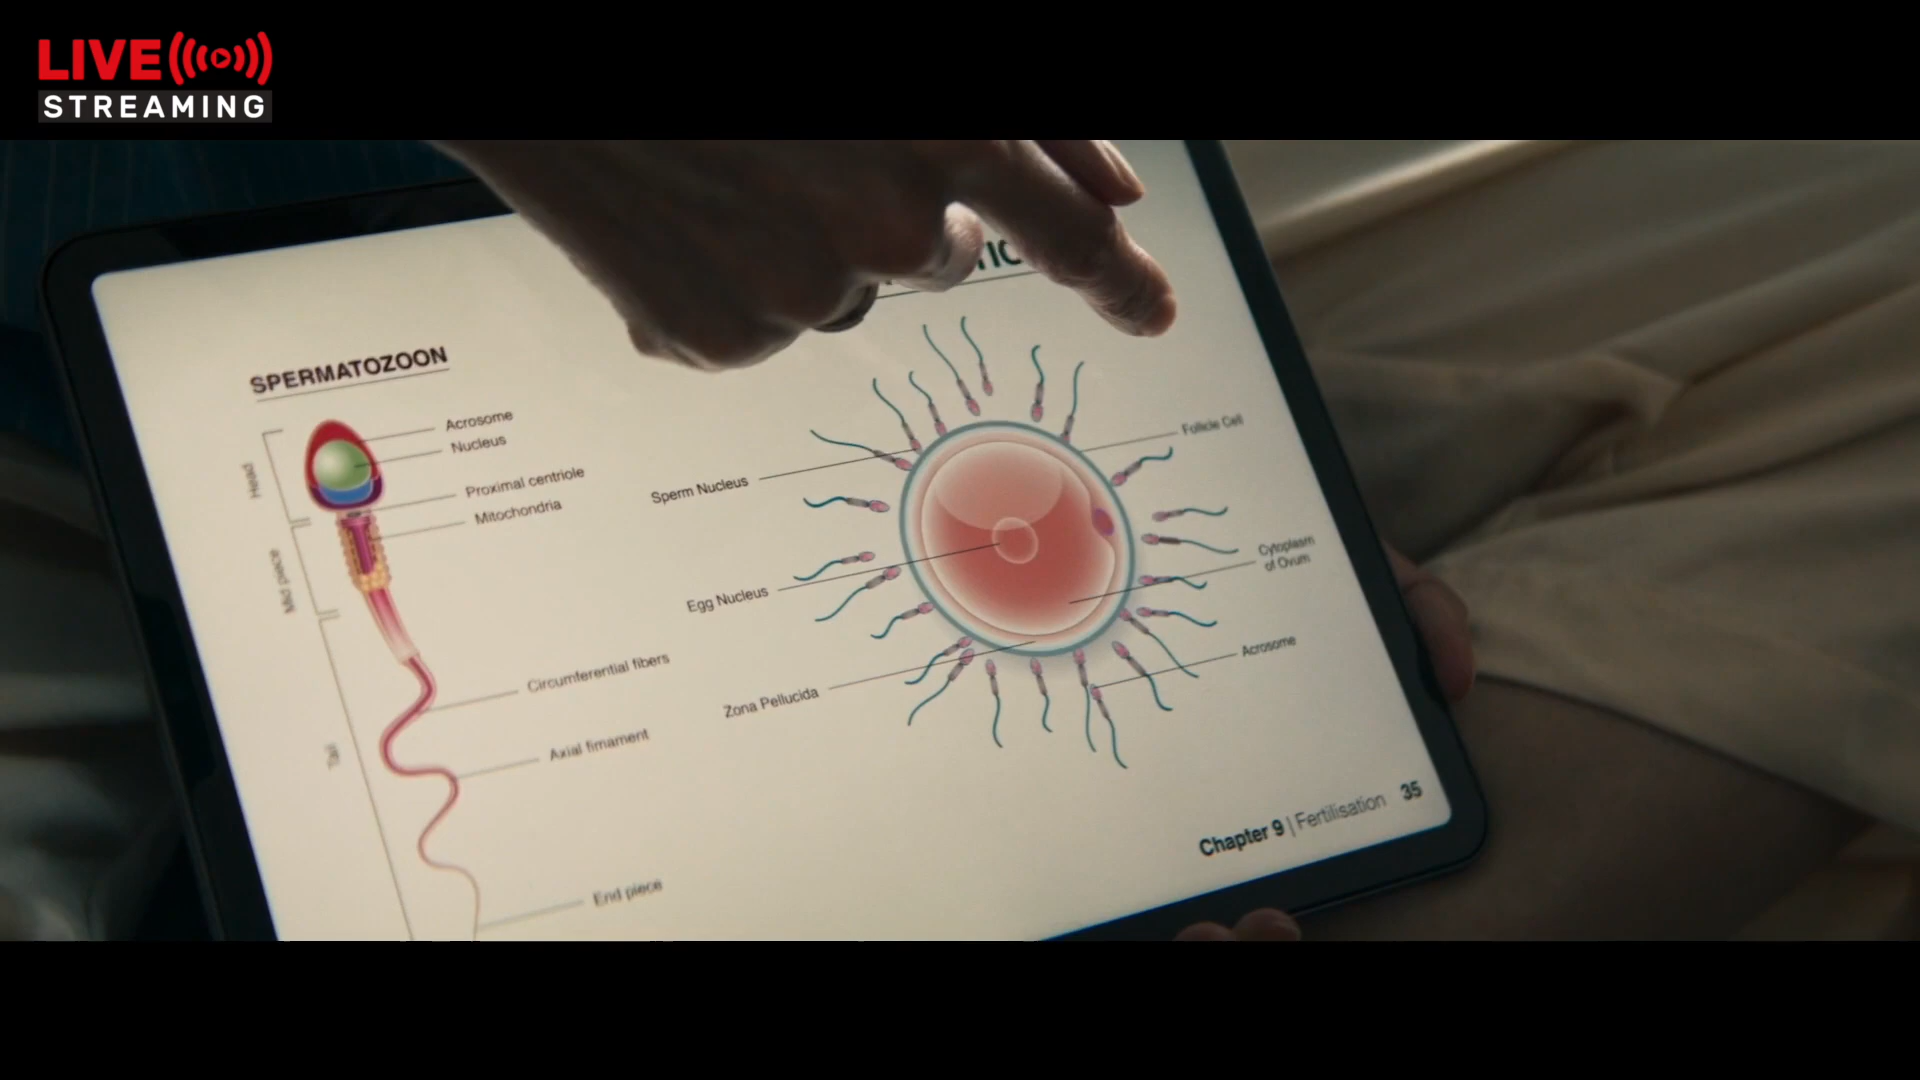 LIVE
STREAMING
SPERMATOZOON
Acrosome
Nucleus
Proximal centriole
Mitochondria
Head
Mid piece
Tail
Circumferential fibers
Axial fimament
End piece
Sperm Nucleus
Egg Nucleus
Zona Pellucida
Follicle Cell
Cytoplasm
of Ovum
Acrosome
Chapter 9 | Fertilisation 35